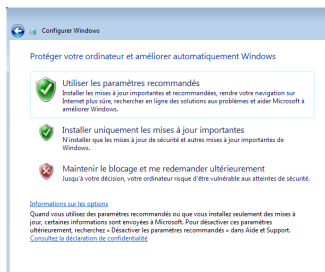 Configurer Windows
Protéger votre ordinateur et améliorer automatiquement Windows
Utiliser les paramètres recommandés
Installer les mises à jour importantes et recommandées, rendre votre navigation sur
Internet plus sûre, rechercher en ligne des solutions aux problèmes et aider Microsoft à
améliorer Windows.
Installer uniquement les mises à jour importantes
N'installer que les mises à jour de sécurité et autres mises à jour importantes de
Windows.
Maintenir le blocage et me redemander ultérieurement
Jusqu'à votre décision, votre ordinateur risque d'être vulnérable aux atteintes de sécurité.
Informations sur les options
Quand vous utilisez des paramètres recommandés ou que vous installez seulement des mises à
jour, certaines informations sont envoyées à Microsoft. Pour désactiver ces paramètres
ultérieurement, recherchez « Désactiver les paramètres recommandés » dans Aide et Support.
Consultez la déclaration de confidentialité